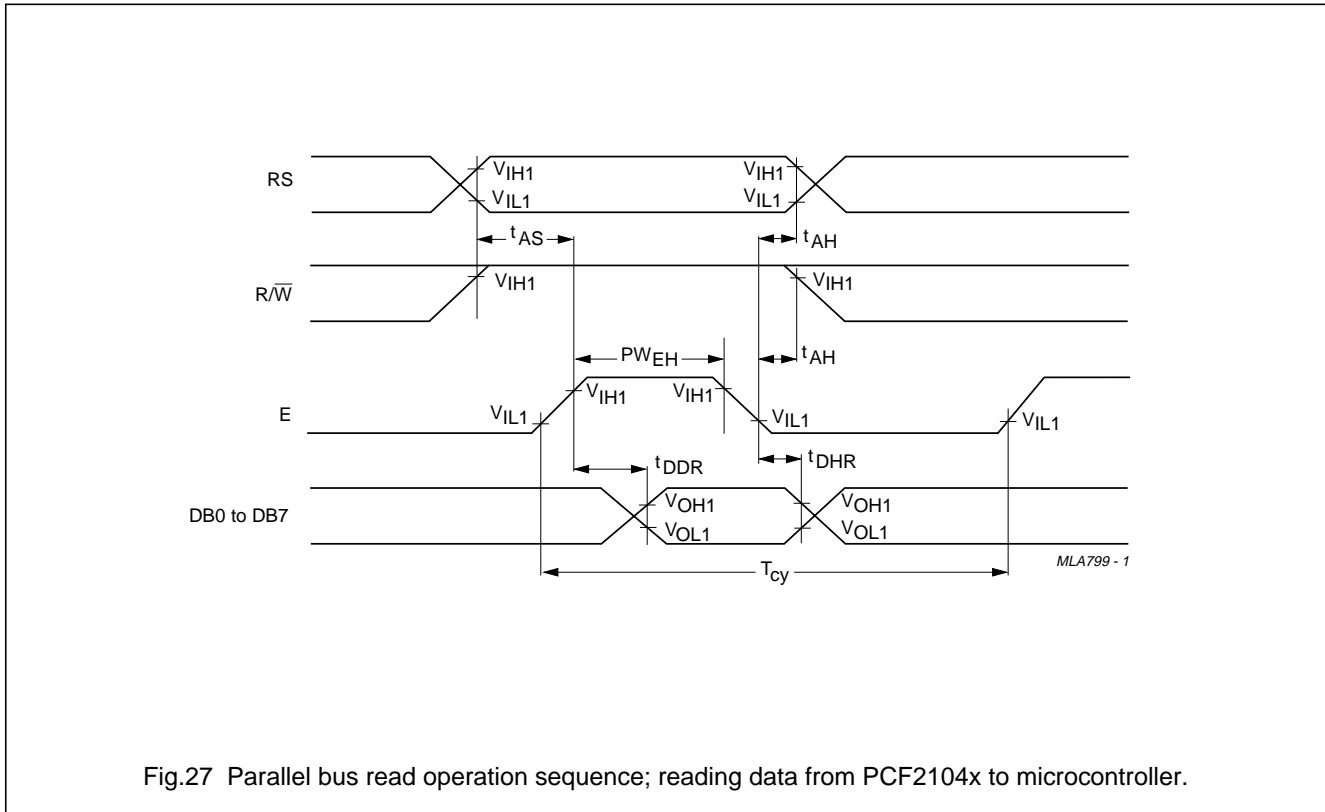 RS
VIH1
VIL1
VIH1
VIL1
tAS
tAH
R/W̅
VIH1
VIH1
PWEH
tAH
E
VIL1
VIH1
VIH1
VIL1
VIL1
tDDR
tDHR
DB0 to DB7
VOH1
VOL1
VOH1
VOL1
Tcy
MLA799 - 1
Fig.27 Parallel bus read operation sequence; reading data from PCF2104x to microcontroller.